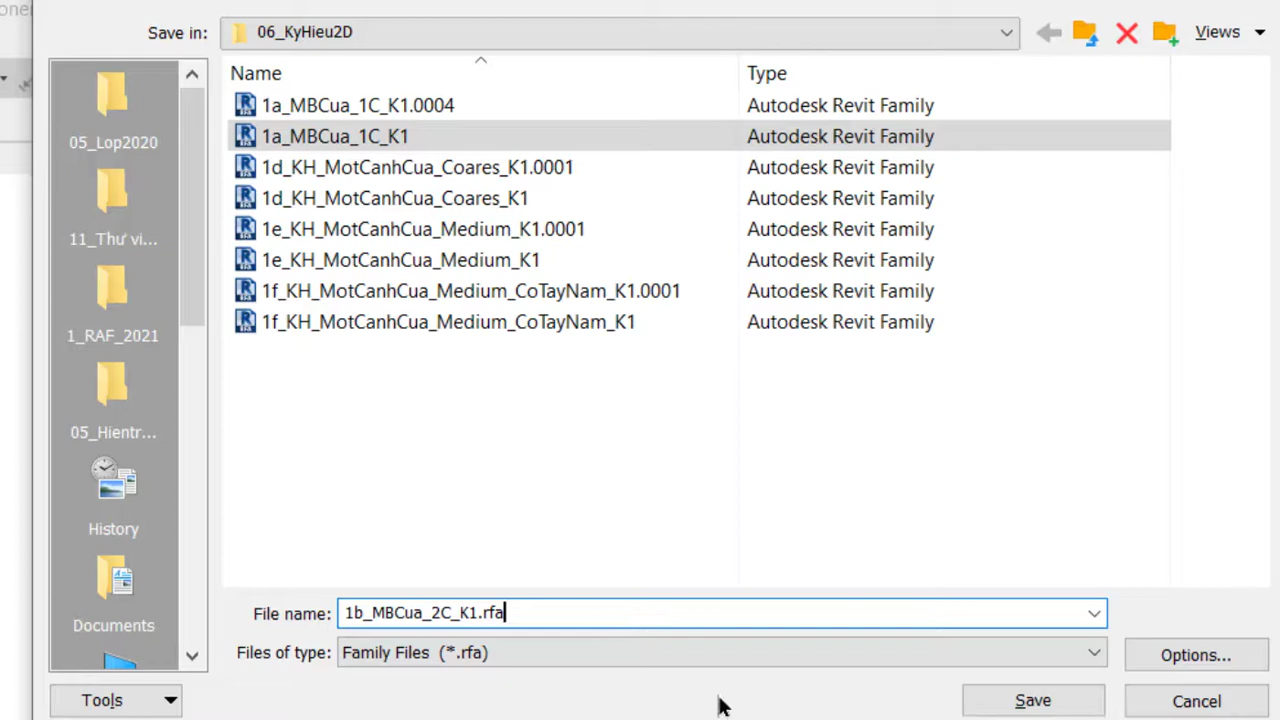 Save in:
06_KyHieu2D
Views
Name
Type
1a_MBCua_1C_K1.0004
Autodesk Revit Family
1a_MBCua_1C_K1
Autodesk Revit Family
1d_KH_MotCanhCua_Coares_K1.0001
Autodesk Revit Family
1d_KH_MotCanhCua_Coares_K1
Autodesk Revit Family
1e_KH_MotCanhCua_Medium_K1.0001
Autodesk Revit Family
1e_KH_MotCanhCua_Medium_K1
Autodesk Revit Family
1f_KH_MotCanhCua_Medium_CoTayNam_K1.0001
Autodesk Revit Family
1f_KH_MotCanhCua_Medium_CoTayNam_K1
Autodesk Revit Family
05_Lop2020
11_Thư vi...
1_RAF_2021
05_Hientr...
History
Documents
File name:
1b_MBCua_2C_K1.rfa
Files of type:
Family Files (*.rfa)
Options...
Tools
Save
Cancel